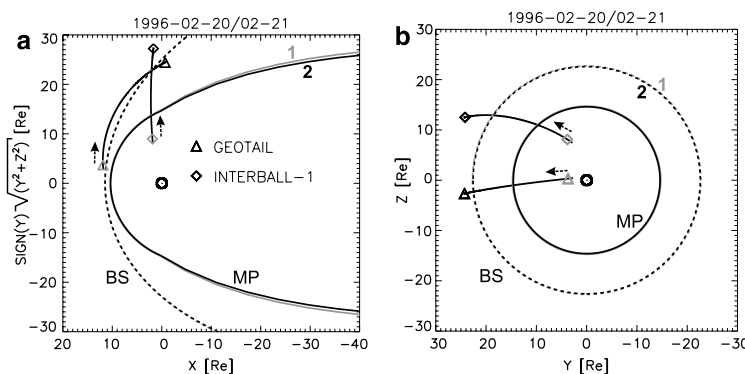 1996-02-20/02-21
a
30
20
10
0
-10
-20
-30
SIGN(Y) √(Y²+Z²) [Re]
1
2
△ GEOTAIL
◇ INTERBALL-1
BS
MP
20 10 0 -10 -20 -30 -40
X [Re]
1996-02-20/02-21
b
30
20
10
0
-10
-20
-30
Z [Re]
2 1
MP
BS
30 20 10 0 -10 -20 -30
Y [Re]